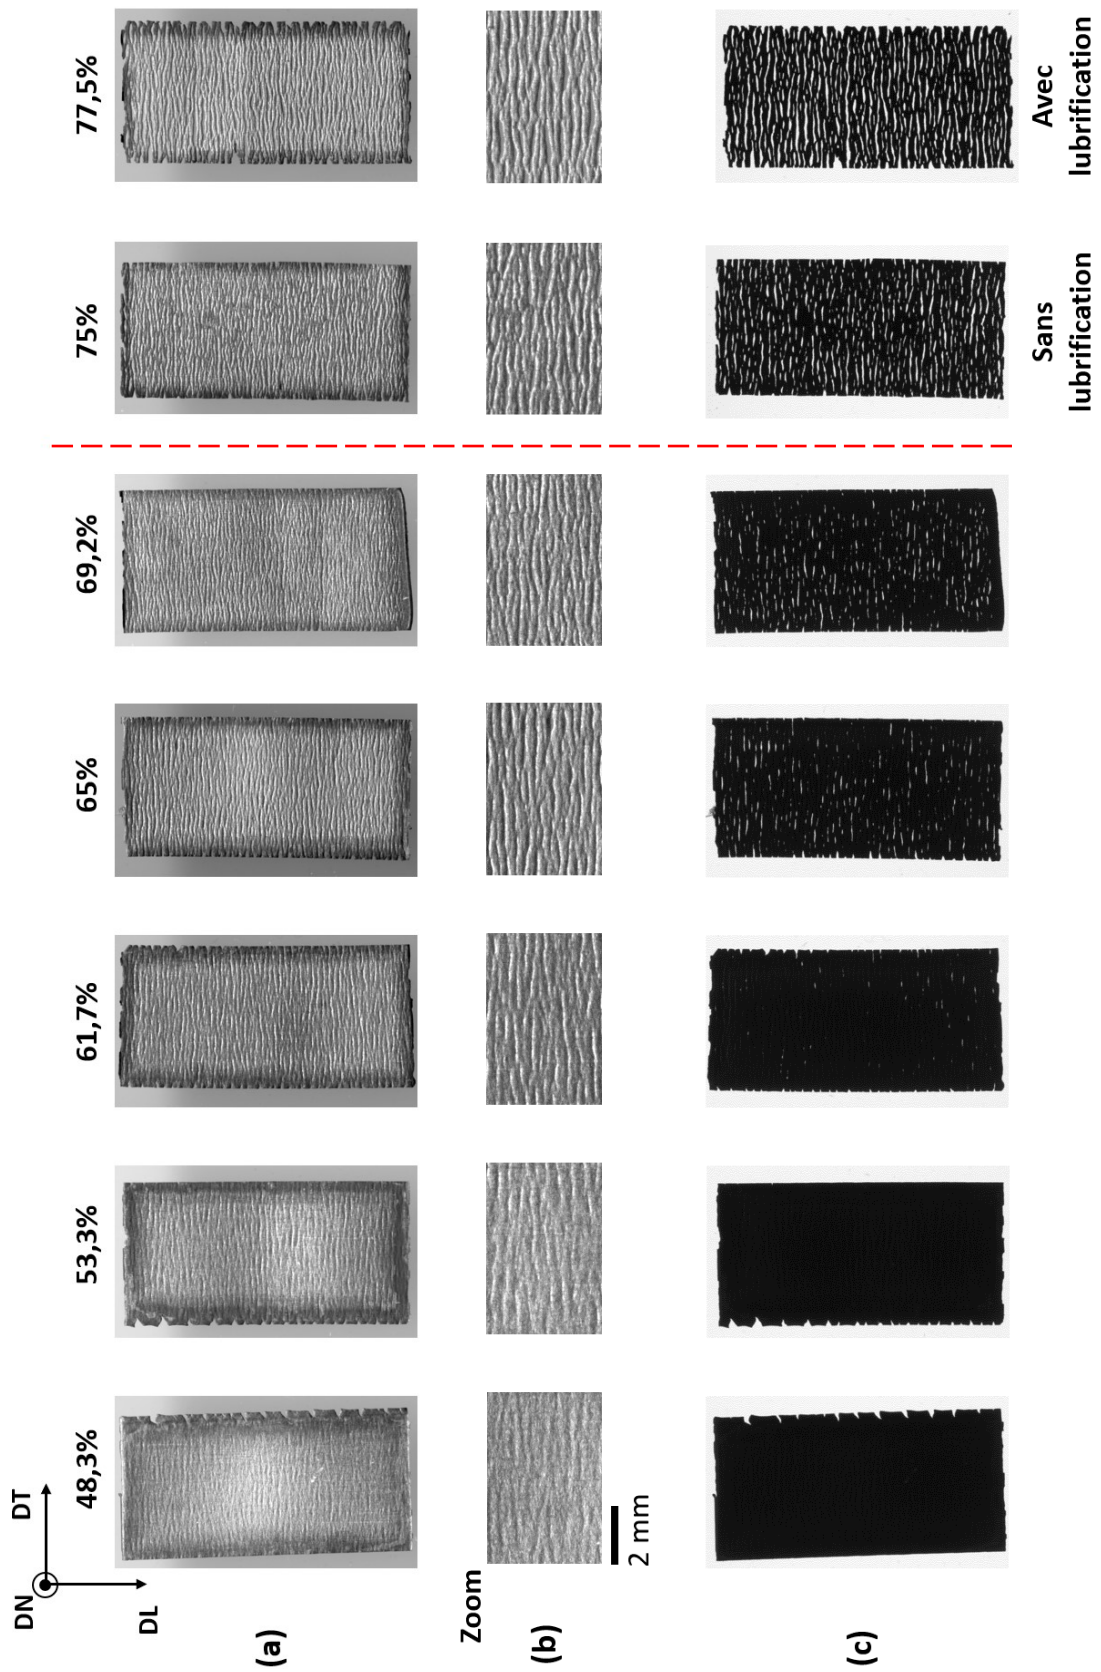 DN
DT
DL
48,3%
53,3%
61,7%
65%
69,2%
75%
77,5%
(a)
Zoom
(b)
2 mm
(c)
Sans
lubrification
Avec
lubrification